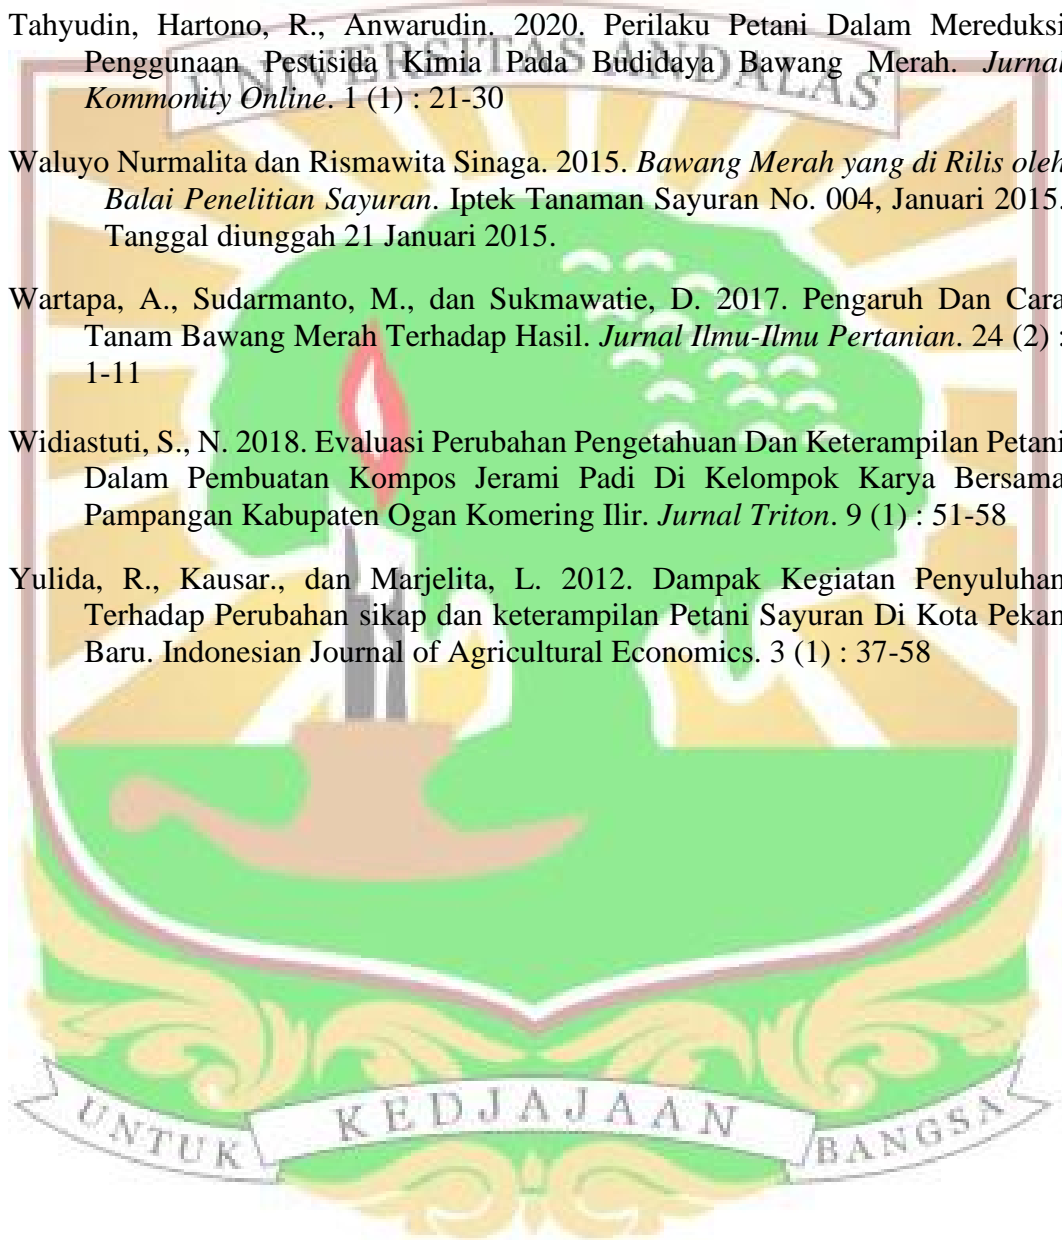 Tahyudin, Hartono, R., Anwarudin. 2020. Perilaku Petani Dalam Mereduksi
Penggunaan Pestisida Kimia Pada Budidaya Bawang Merah. Jurnal
Kommonity Online. 1 (1) : 21-30
UNIVERSITAS ANDALAS
Waluyo Nurmalita dan Rismawita Sinaga. 2015. Bawang Merah yang di Rilis oleh
Balai Penelitian Sayuran. Iptek Tanaman Sayuran No. 004, Januari 2015.
Tanggal diunggah 21 Januari 2015.
Wartapa, A., Sudarmanto, M., dan Sukmawatie, D. 2017. Pengaruh Dan Cara
Tanam Bawang Merah Terhadap Hasil. Jurnal Ilmu-Ilmu Pertanian. 24 (2) :
1-11
Widiastuti, S., N. 2018. Evaluasi Perubahan Pengetahuan Dan Keterampilan Petani
Dalam Pembuatan Kompos Jerami Padi Di Kelompok Karya Bersama
Pampangan Kabupaten Ogan Komering Ilir. Jurnal Triton. 9 (1) : 51-58
Yulida, R., Kausar., dan Marjelita, L. 2012. Dampak Kegiatan Penyuluhan
Terhadap Perubahan sikap dan keterampilan Petani Sayuran Di Kota Pekan
Baru. Indonesian Journal of Agricultural Economics. 3 (1) : 37-58
UNTUK KEDJAJAAN BANGSA